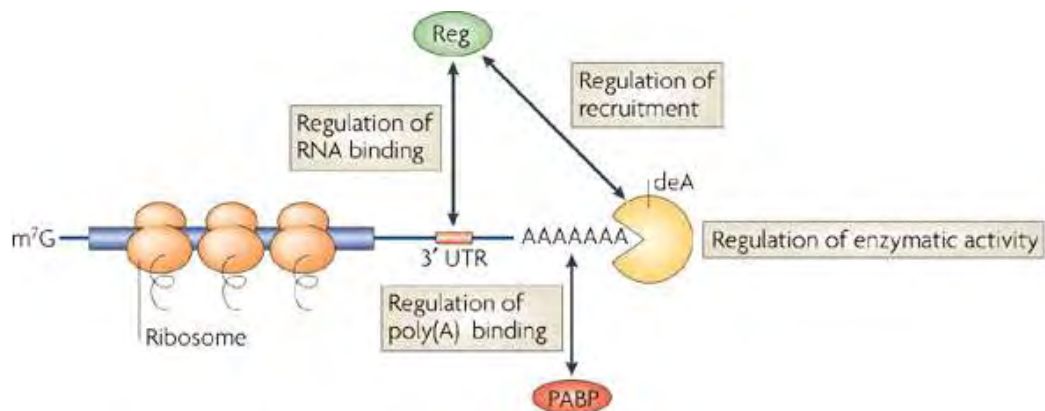 Reg
Regulation of
recruitment
Regulation of
RNA binding
deA
m⁷G
AAAAAAA
Regulation of enzymatic activity
3′ UTR
Regulation of
poly(A) binding
Ribosome
PABP